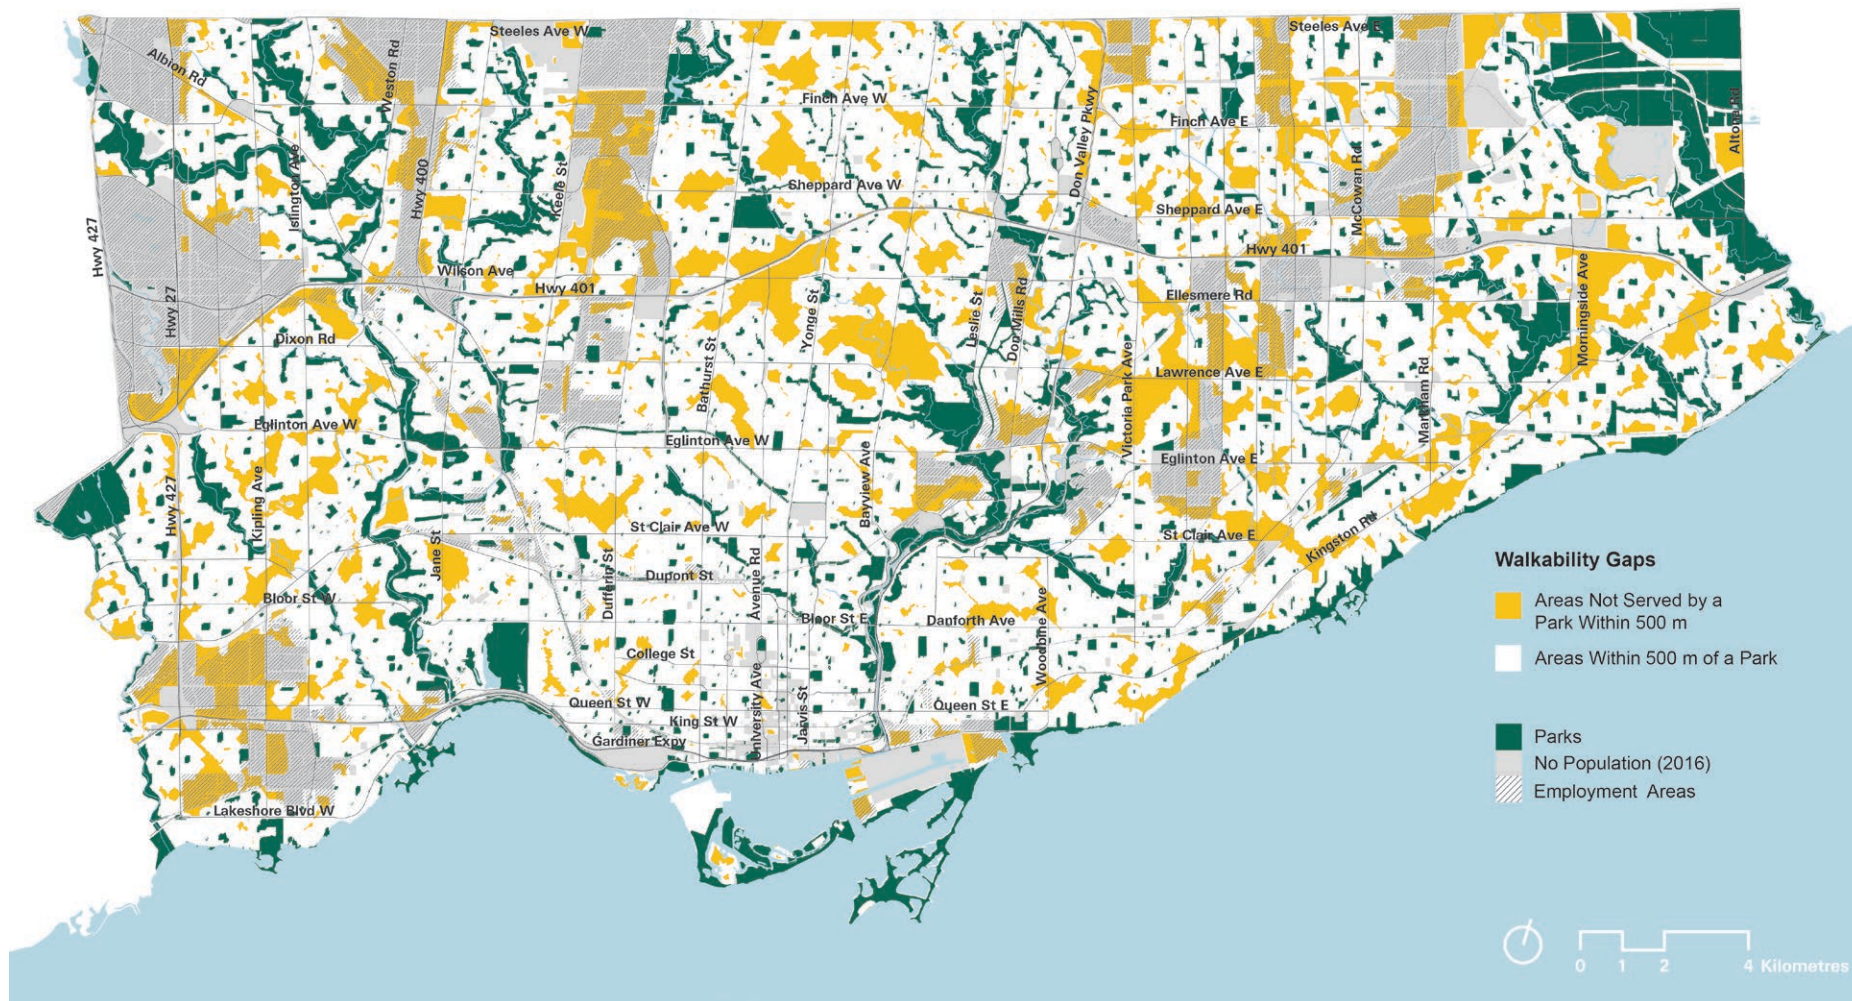 Steeles Ave W
Steeles Ave E
Albion Rd
Weston Rd
Finch Ave W
Don Valley Pkwy
Finch Ave E
Altona Rd
Islington Ave
Hwy 400
Keele St
Sheppard Ave W
McCowan Rd
Sheppard Ave E
Hwy 427
Hwy 401
Wilson Ave
Hwy 401
Hwy 27
Ellesmere Rd
Morningside Ave
Yonge St
Leslie St
Don Mills Rd
Dixon Rd
Bathurst St
Victoria Park Ave
Lawrence Ave E
Markham Rd
Eglinton Ave W
Eglinton Ave W
Eglinton Ave E
Hwy 427
Kipling Ave
Bayview Ave
St Clair Ave W
St Clair Ave E
Kingston Rd
Jane St
Dufferin St
Dupont St
Avenue Rd
Bloor St W
Bloor St E
Danforth Ave
Woodbine Ave
College St
University Ave
Jarvis St
Queen St W
Queen St E
King St W
Gardiner Expy
Lakeshore Blvd W
Walkability Gaps
Areas Not Served by a
Park Within 500 m
Areas Within 500 m of a Park
Parks
No Population (2016)
Employment Areas
0 1 2 4 Kilometres